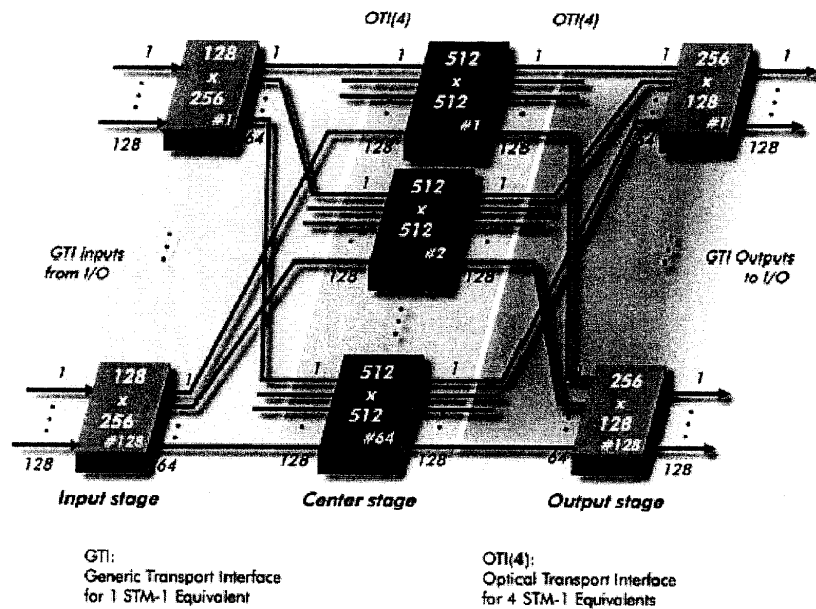 OTI(4) OTI(4)
1 128 x 256 #1 1 1 512 x 512 #1 1 1 256 x 128 #1 1
128 64 128 128 64 128
1 512 x 512 #2 1
128 128
GTI inputs
from I/O
GTI Outputs
to I/O
1 128 x 256 #128 1 1 512 x 512 #64 1 256 x 128 #128 1
128 64 128 128 64 128
Input stage Center stage Output stage
GTI:
Generic Transport Interface
for 1 STM-1 Equivalent
OTI(4):
Optical Transport Interface
for 4 STM-1 Equivalents